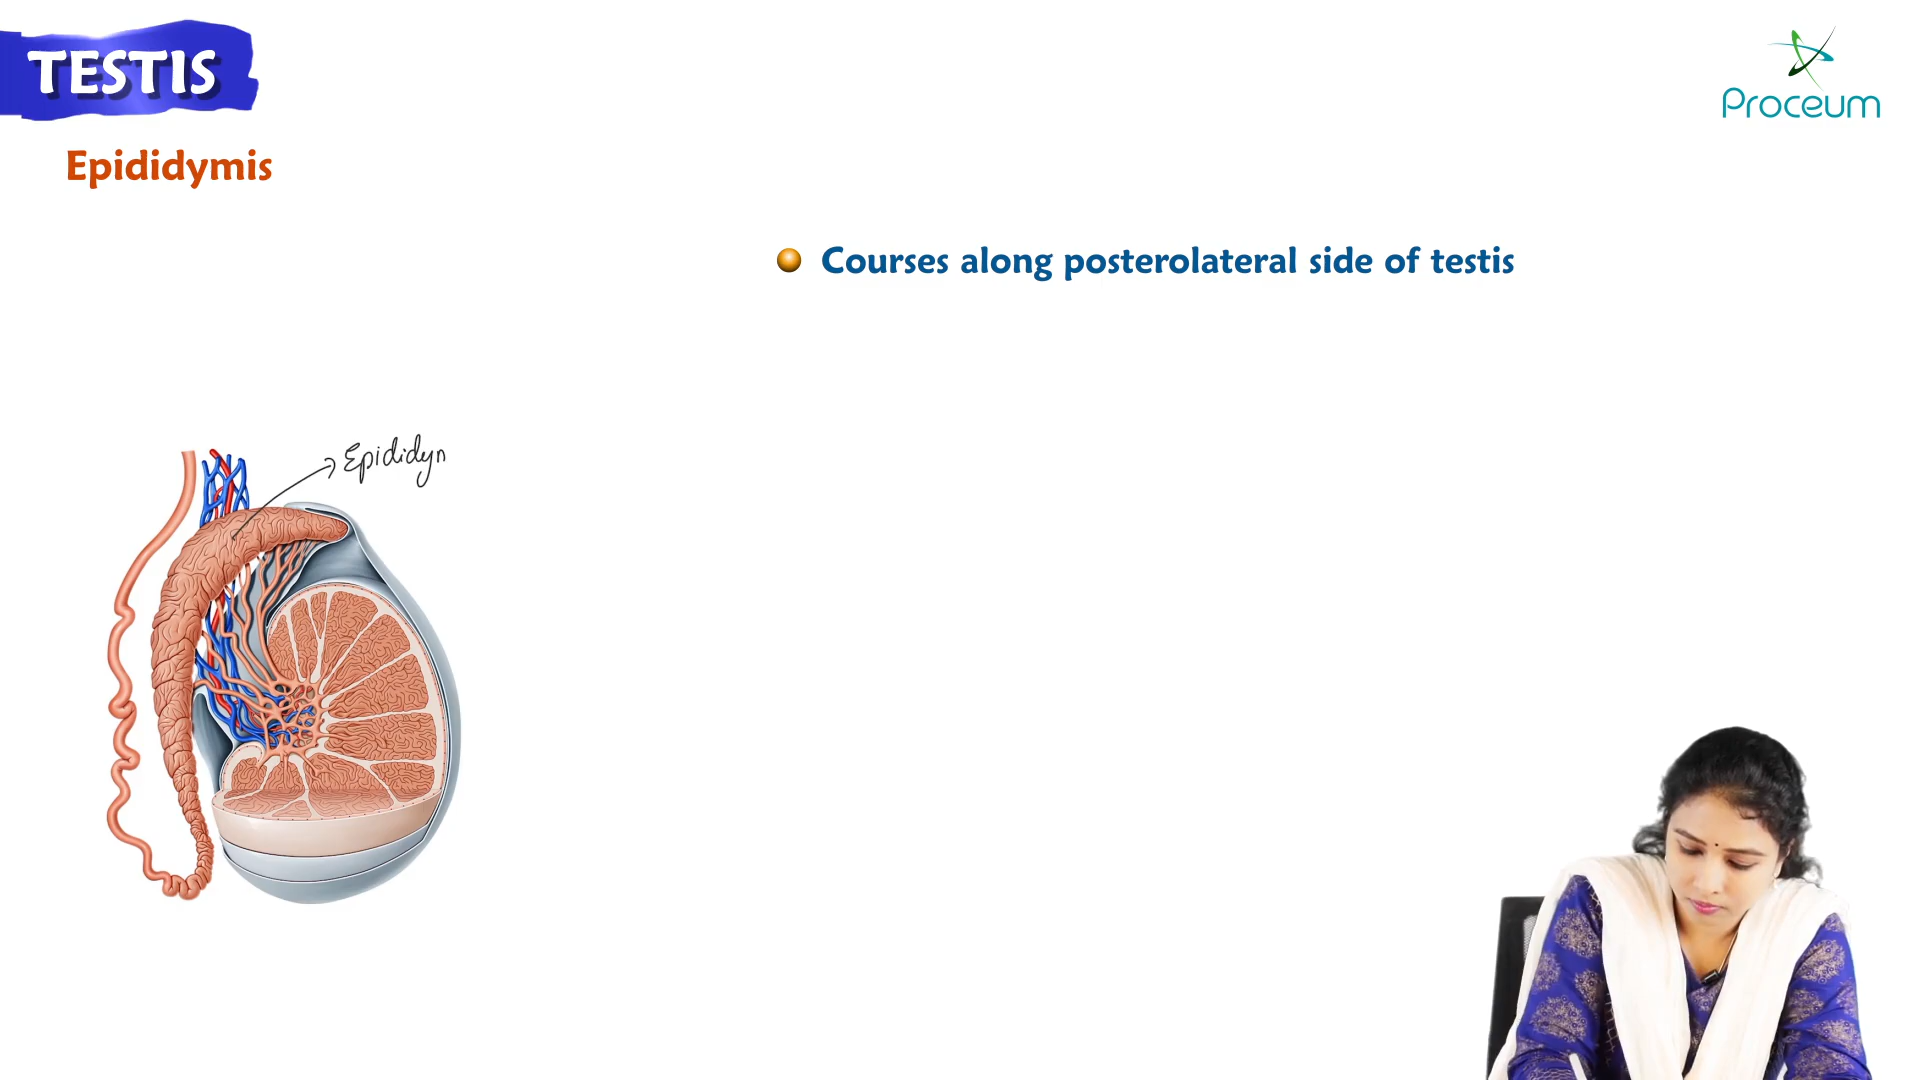 TESTIS
Proceum
Epididymis
Courses along posterolateral side of testis
Epididyn